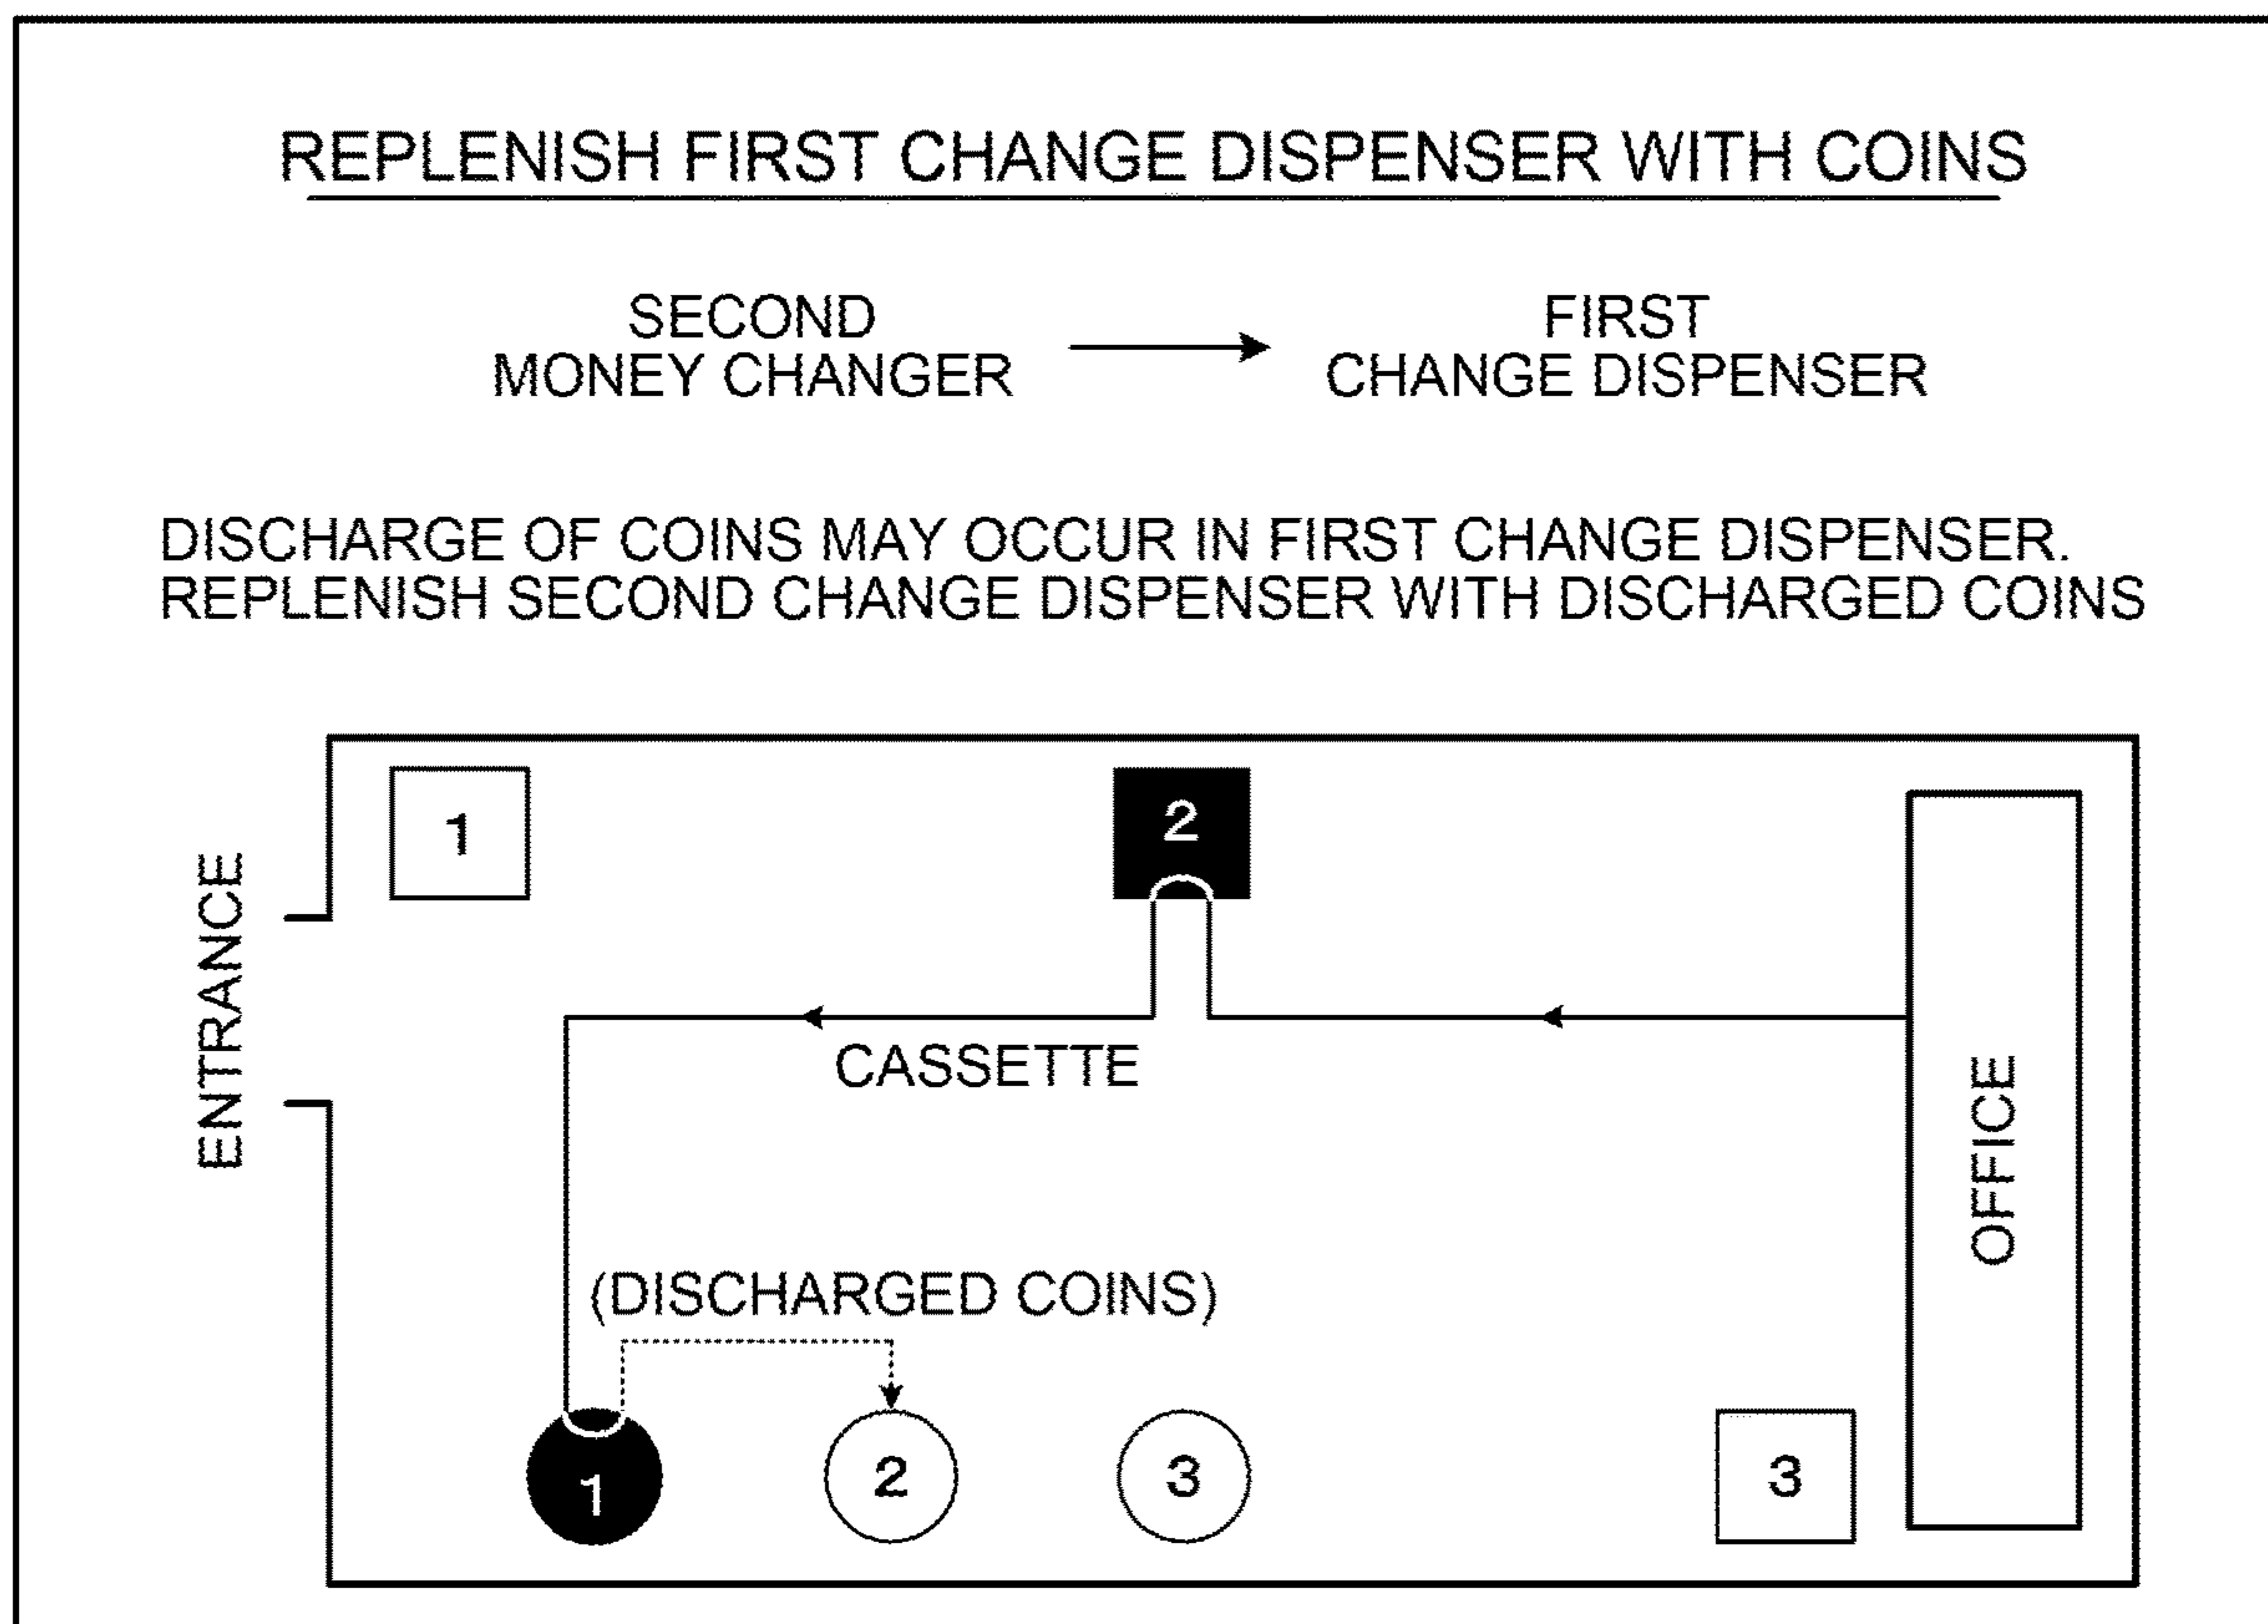 REPLENISH FIRST CHANGE DISPENSER WITH COINS
SECOND
MONEY CHANGER
FIRST
CHANGE DISPENSER
DISCHARGE OF COINS MAY OCCUR IN FIRST CHANGE DISPENSER.
REPLENISH SECOND CHANGE DISPENSER WITH DISCHARGED COINS
1
2
ENTRANCE
CASSETTE
OFFICE
(DISCHARGED COINS)
1
2
3
3